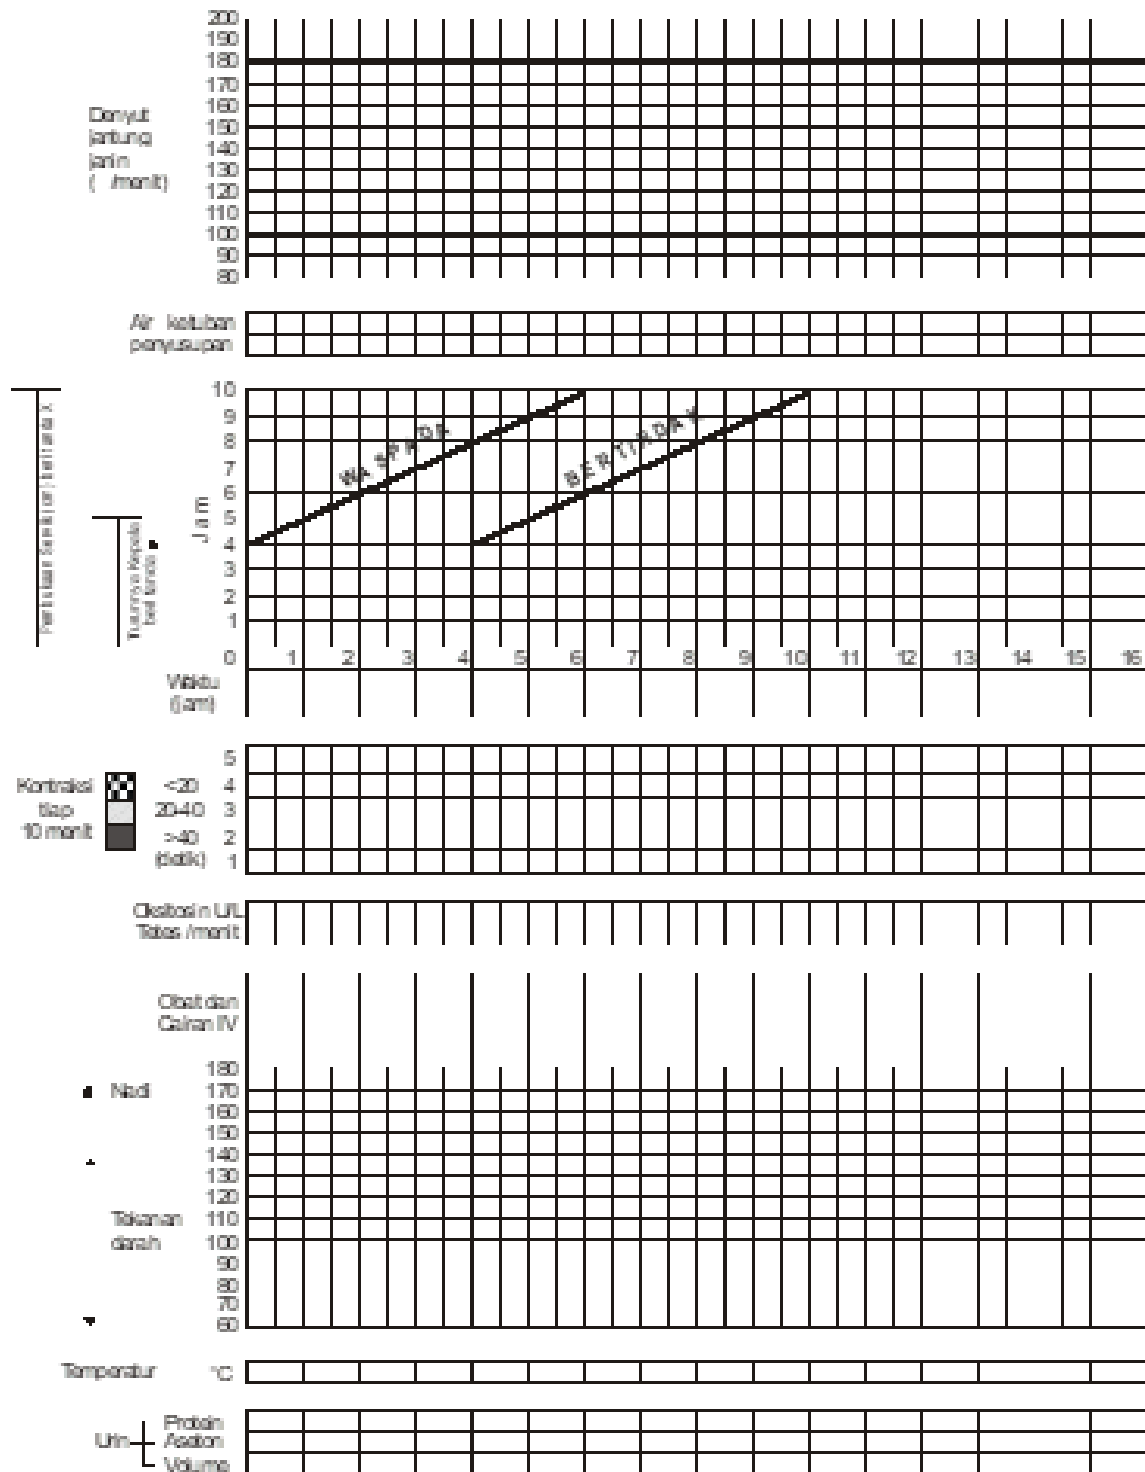 200
190
180
170
160
150
140
130
120
110
100
90
80
Denyut
jantung
janin
( /menit)
Air ketuban
penyusupan
10
9
8
7
6
5
4
3
2
1
0
Jam
WASPADA
BERTINDAK
Turunnya Kepala
beri tanda
1 2 3 4 5 6 7 8 9 10 11 12 13 14 15 16
Waktu
(jam)
Kontraksi
tiap
10 menit
<20
20-40
>40
(detik)
5
4
3
2
1
Oksitosin U/L
Tetes /menit
Obat dan
Cairan IV
Nadi
Tekanan
darah
180
170
160
150
140
130
120
110
100
90
80
70
60
Temperatur °C
Urin
Protein
Aseton
Volume